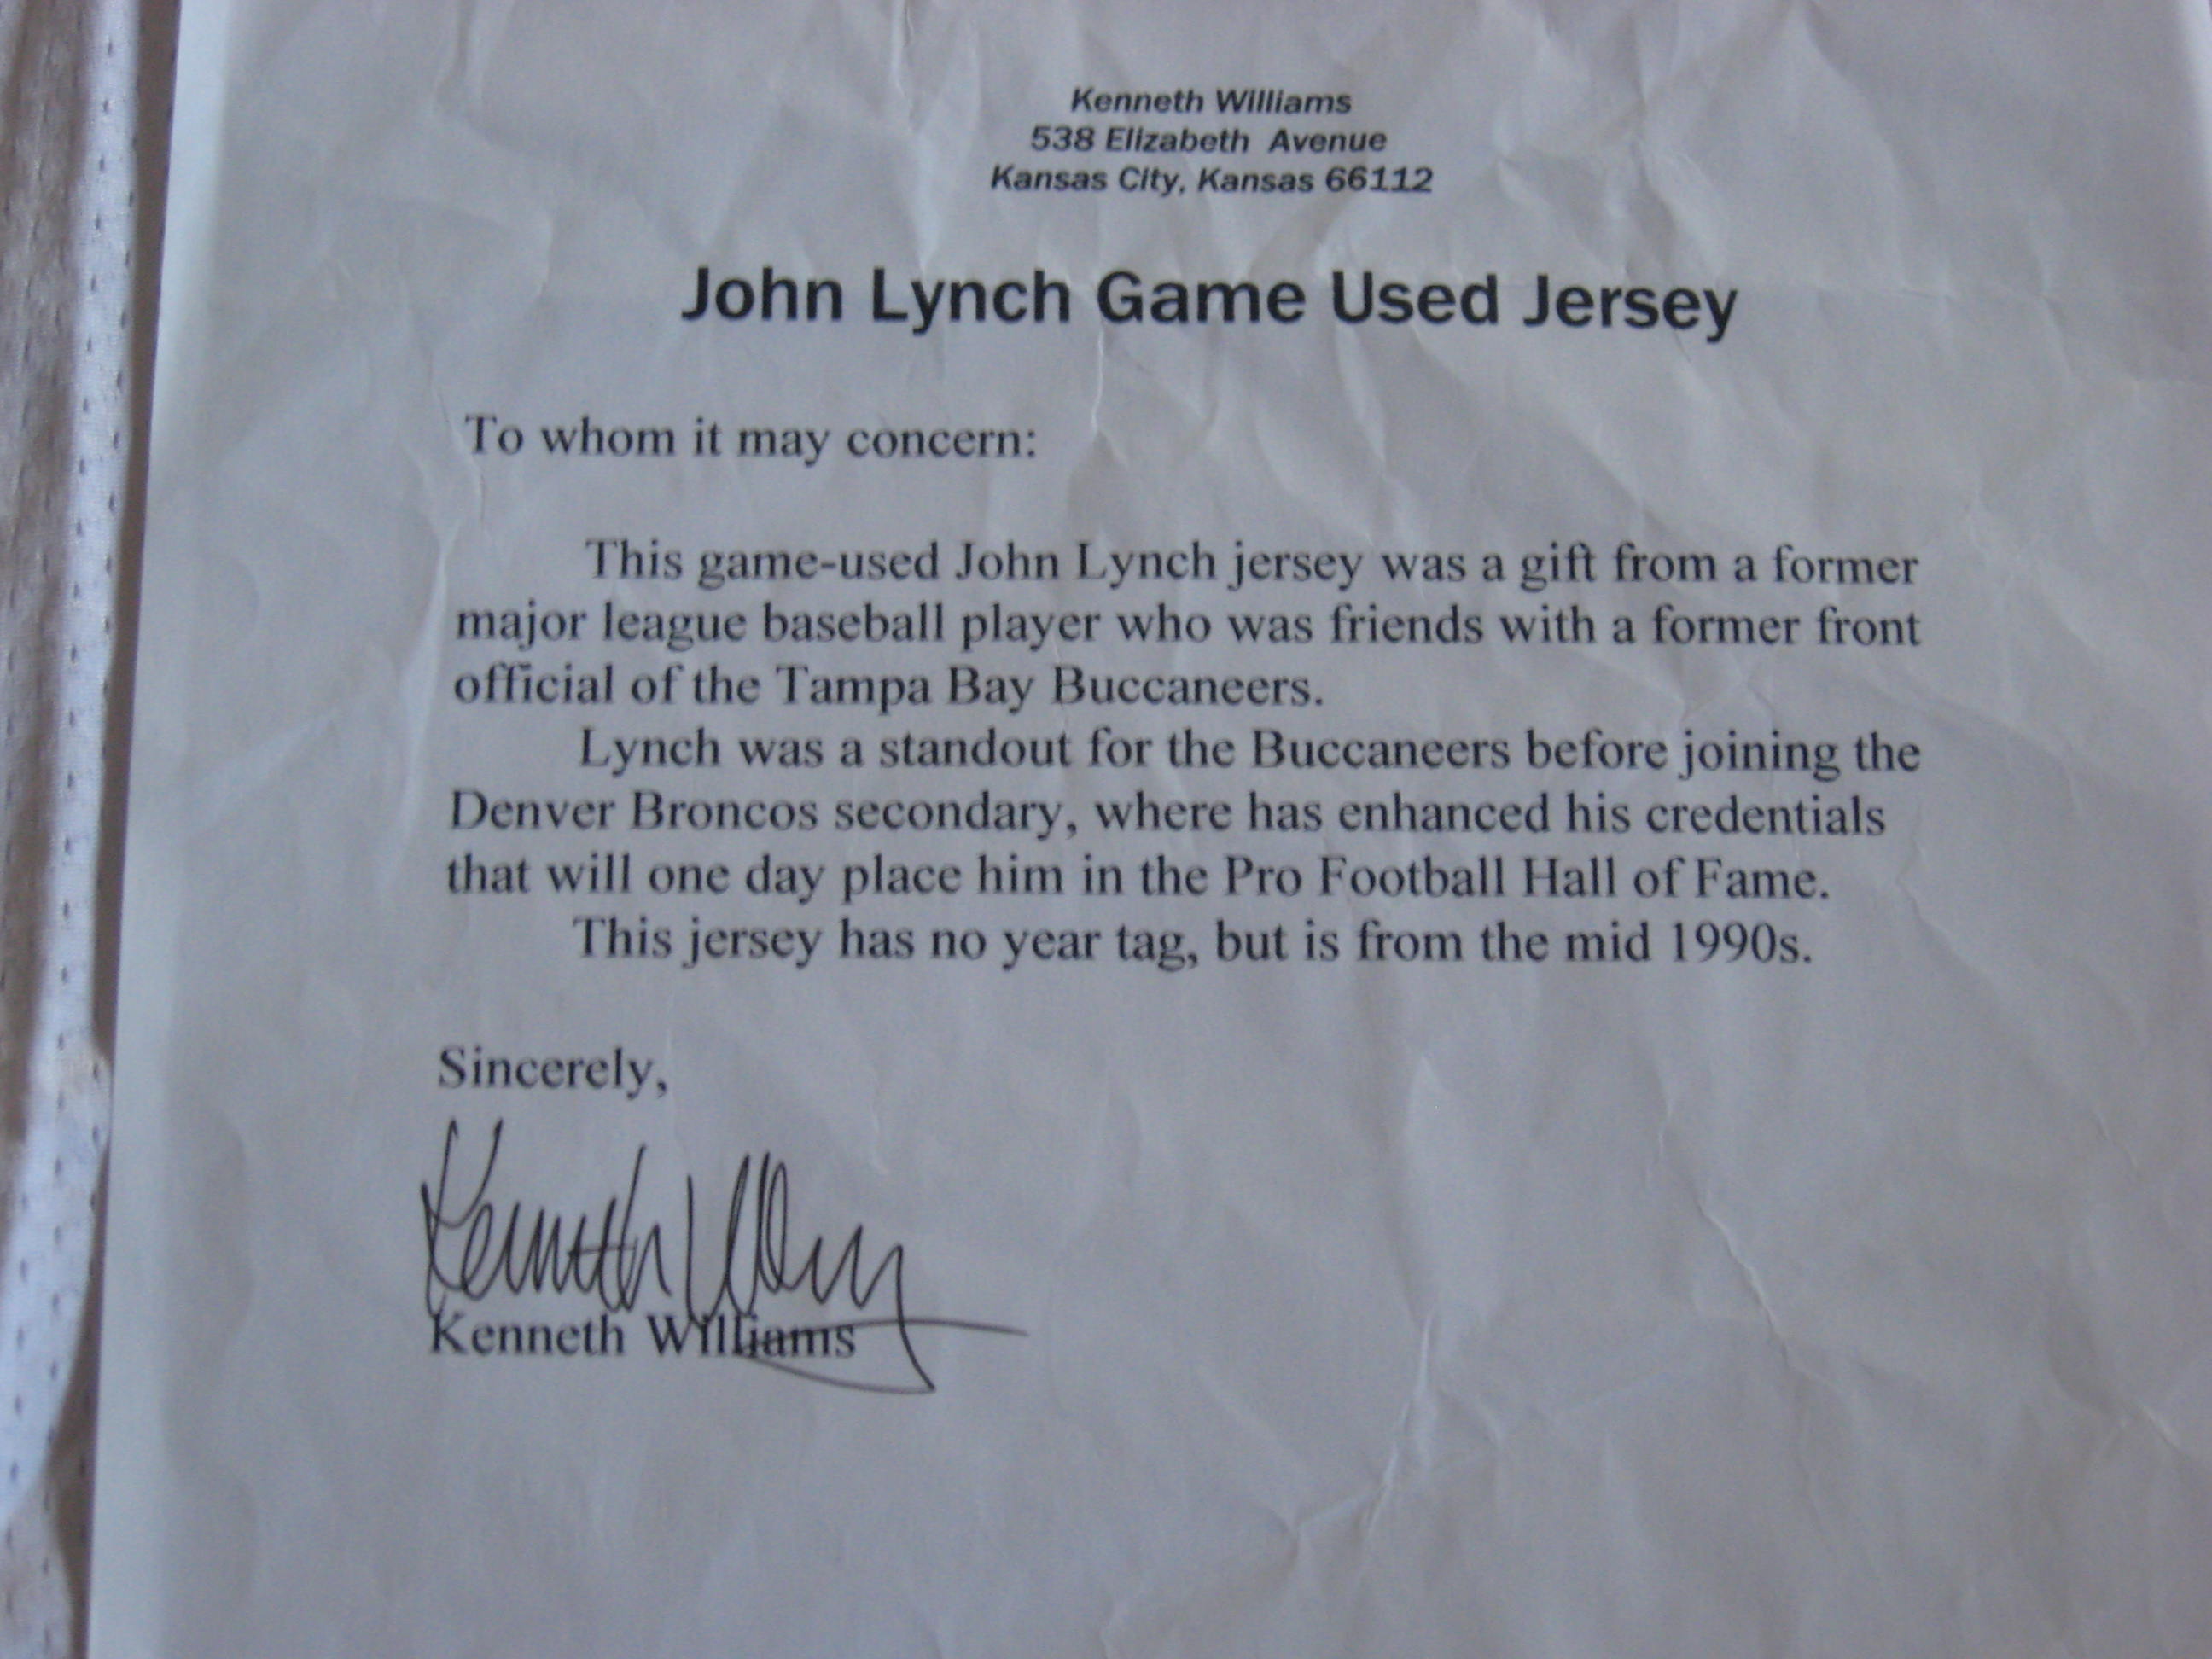 Kenneth Williams
538 Elizabeth Avenue
Kansas City, Kansas 66112
John Lynch Game Used Jersey
To whom it may concern:
This game-used John Lynch jersey was a gift from a former
major league baseball player who was friends with a former front
official of the Tampa Bay Buccaneers.
Lynch was a standout for the Buccaneers before joining the
Denver Broncos secondary, where has enhanced his credentials
that will one day place him in the Pro Football Hall of Fame.
This jersey has no year tag, but is from the mid 1990s.
Sincerely,
Kenneth Williams
Kenneth Williams